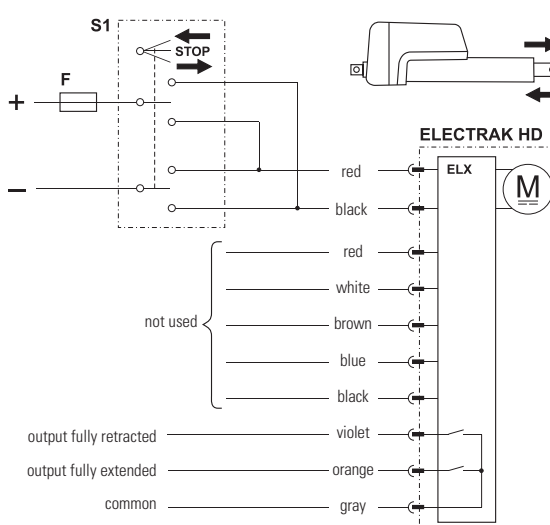 S1
STOP
F
+
−
ELECTRAK HD
ELX
M
red
black
not used
red
white
brown
blue
black
output fully retracted
violet
output fully extended
orange
common
gray